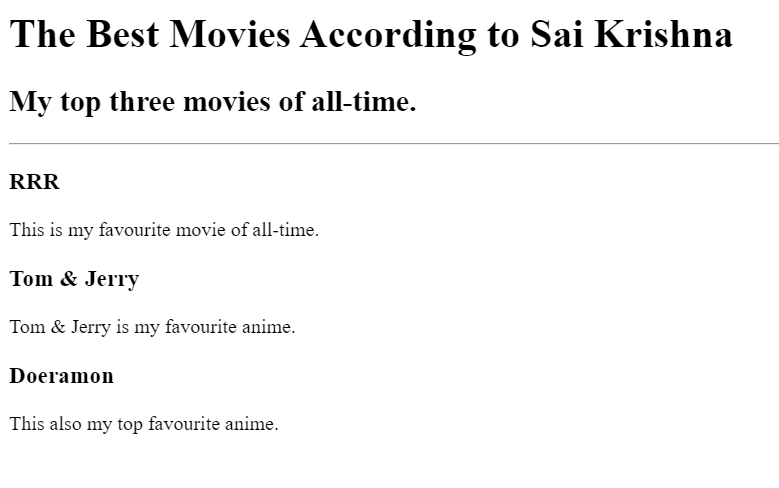 The Best Movies According to Sai Krishna
My top three movies of all-time.
RRR
This is my favourite movie of all-time.
Tom & Jerry
Tom & Jerry is my favourite anime.
Doeramon
This also my top favourite anime.